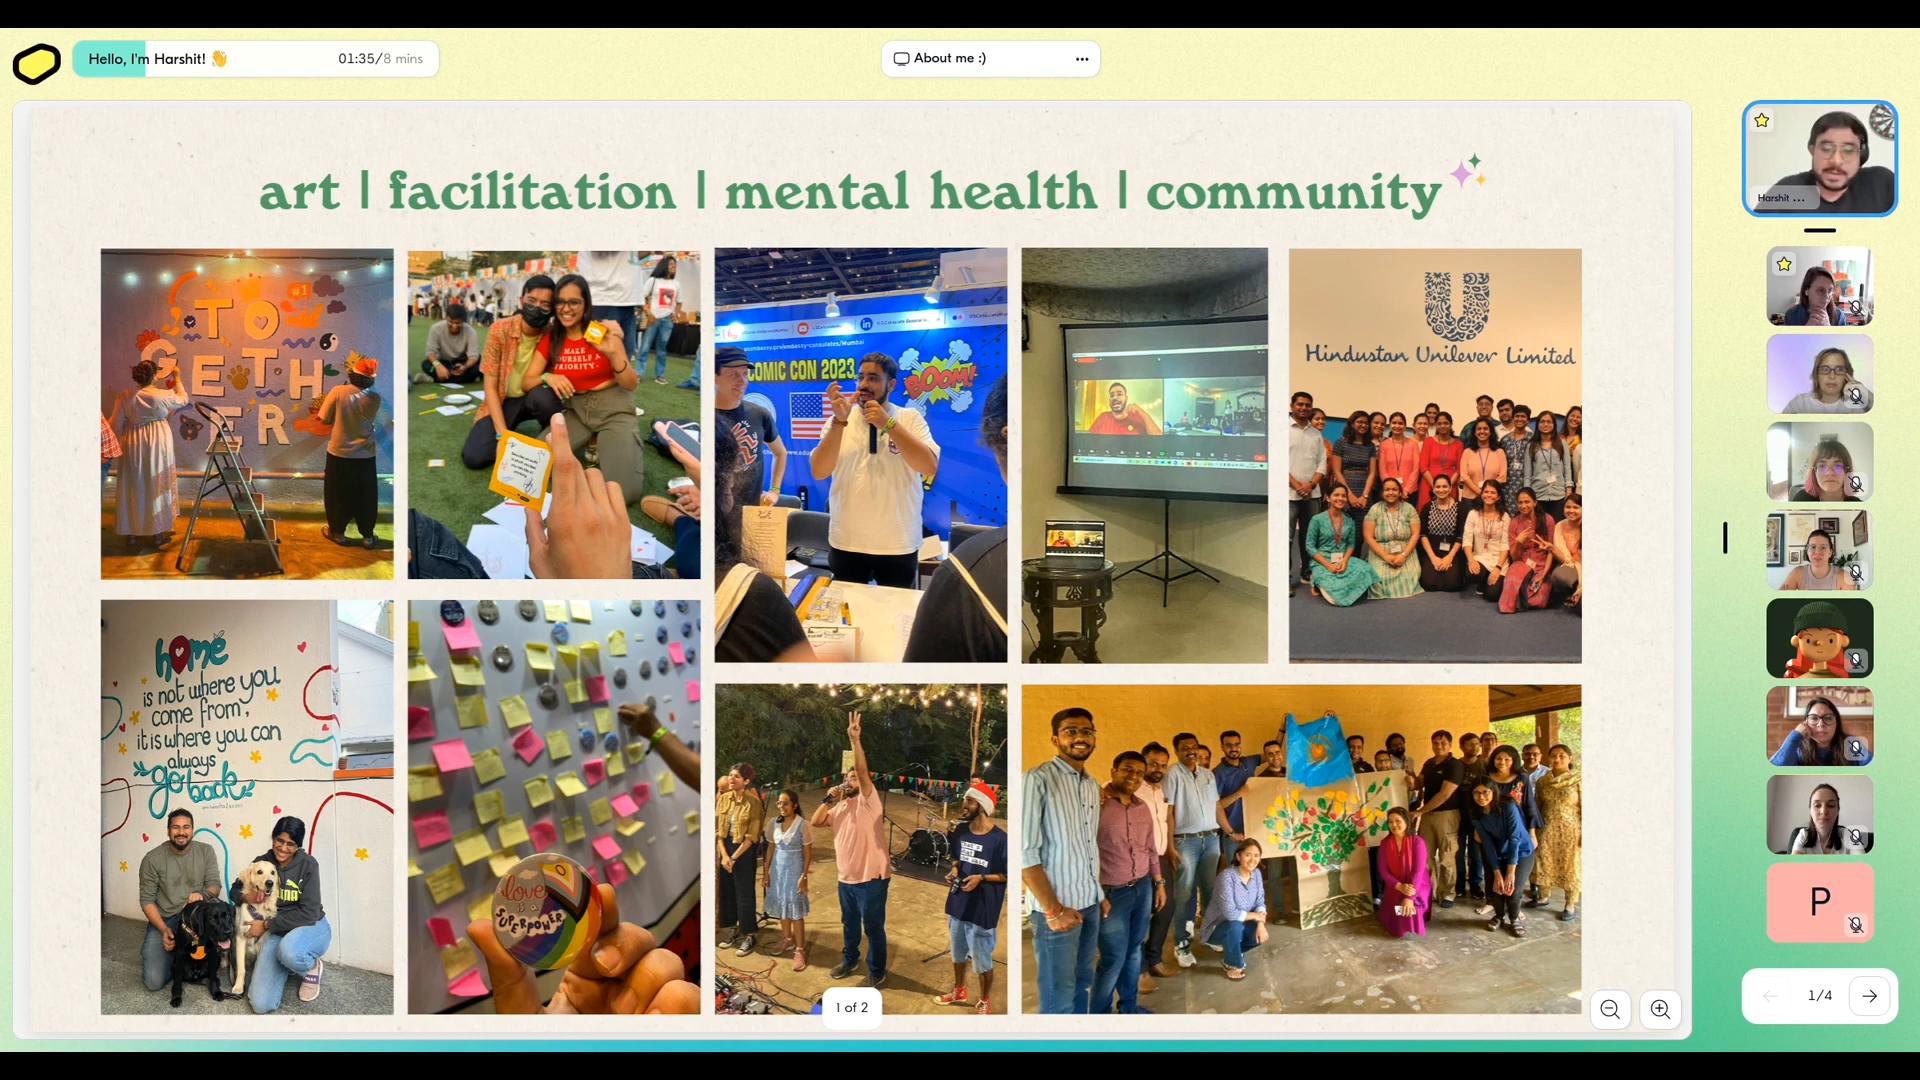 Hello, I'm Harshit! 👋
01:35/8 mins
About me :)
Harshit ...
art | facilitation | mental health | community
#1
TO
GETH
ER
MAKE
YOURSELF A
PRIORITY.
COMIC CON 2023
BOOM!
U
Hindustan Unilever Limited
home
is not where you
come from,
it is where you can
always
go back
love
is a
SUPERPOWER
P
1 of 2
1/4